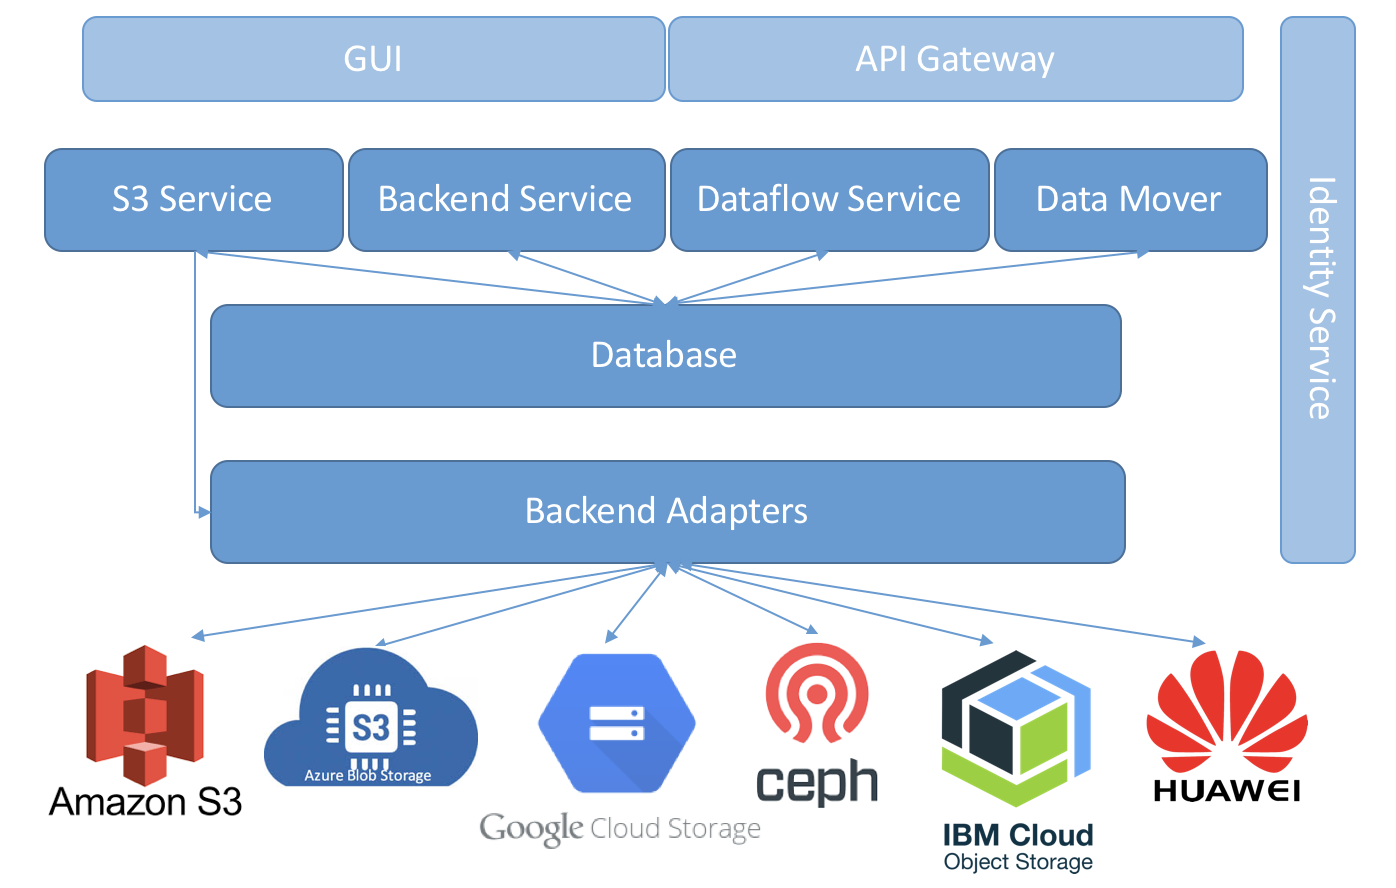 GUI
API Gateway
S3 Service
Backend Service
Dataflow Service
Data Mover
Identity Service
Database
Backend Adapters
S3
Azure Blob Storage
Amazon S3
Google Cloud Storage
ceph
IBM Cloud
Object Storage
HUAWEI